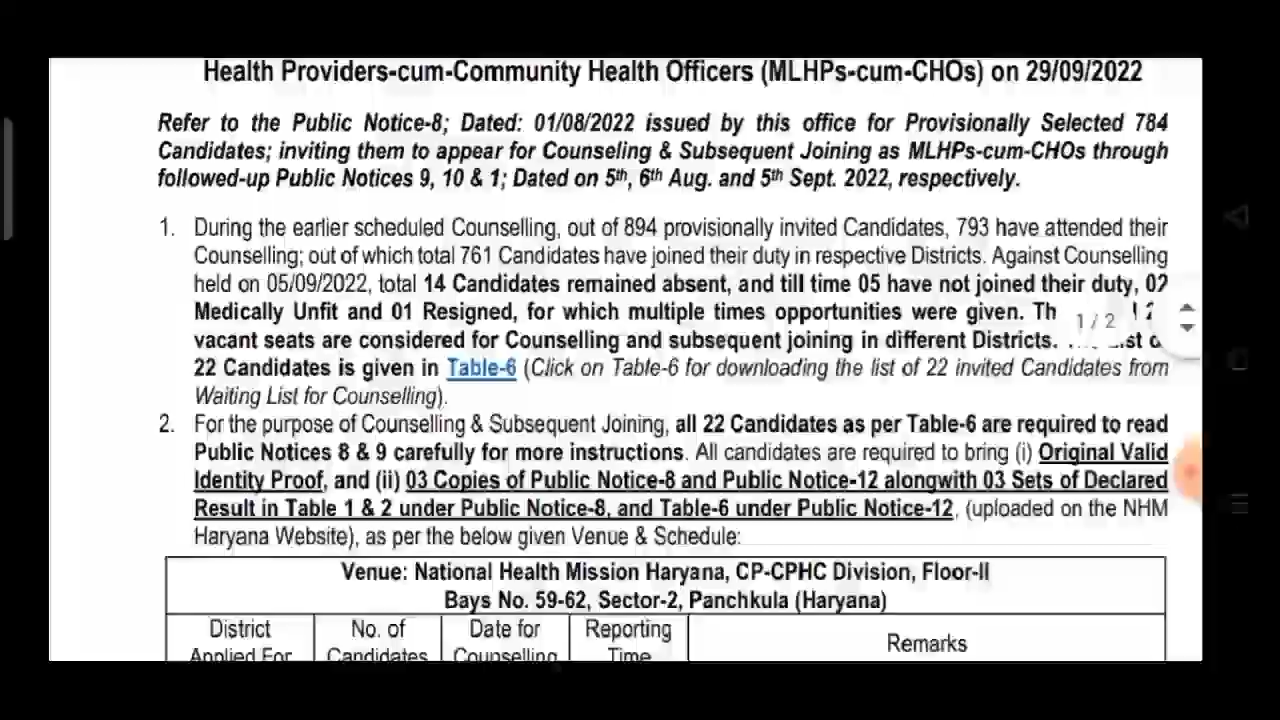 Health Providers-cum-Community Health Officers (MLHPs-cum-CHOs) on 29/09/2022
Refer to the Public Notice-8; Dated: 01/08/2022 issued by this office for Provisionally Selected 784
Candidates; inviting them to appear for Counseling & Subsequent Joining as MLHPs-cum-CHOs through
followed-up Public Notices 9, 10 & 1; Dated on 5th, 6th Aug. and 5th Sept. 2022, respectively.
1. During the earlier scheduled Counselling, out of 894 provisionally invited Candidates, 793 have attended their
Counselling; out of which total 761 Candidates have joined their duty in respective Districts. Against Counselling
held on 05/09/2022, total 14 Candidates remained absent, and till time 05 have not joined their duty, 02
Medically Unfit and 01 Resigned, for which multiple times opportunities were given.
1 / 2
vacant seats are considered for Counselling and subsequent joining in different Districts.
22 Candidates is given in Table-6 (Click on Table-6 for downloading the list of 22 invited Candidates from
Waiting List for Counselling).
2. For the purpose of Counselling & Subsequent Joining, all 22 Candidates as per Table-6 are required to read
Public Notices 8 & 9 carefully for more instructions. All candidates are required to bring (i) Original Valid
Identity Proof, and (ii) 03 Copies of Public Notice-8 and Public Notice-12 alongwith 03 Sets of Declared
Result in Table 1 & 2 under Public Notice-8, and Table-6 under Public Notice-12, (uploaded on the NHM
Haryana Website), as per the below given Venue & Schedule:
Venue: National Health Mission Haryana, CP-CPHC Division, Floor-II
Bays No. 59-62, Sector-2, Panchkula (Haryana)
District No. of Date for Reporting Remarks
Applied For Candidates Counselling Time